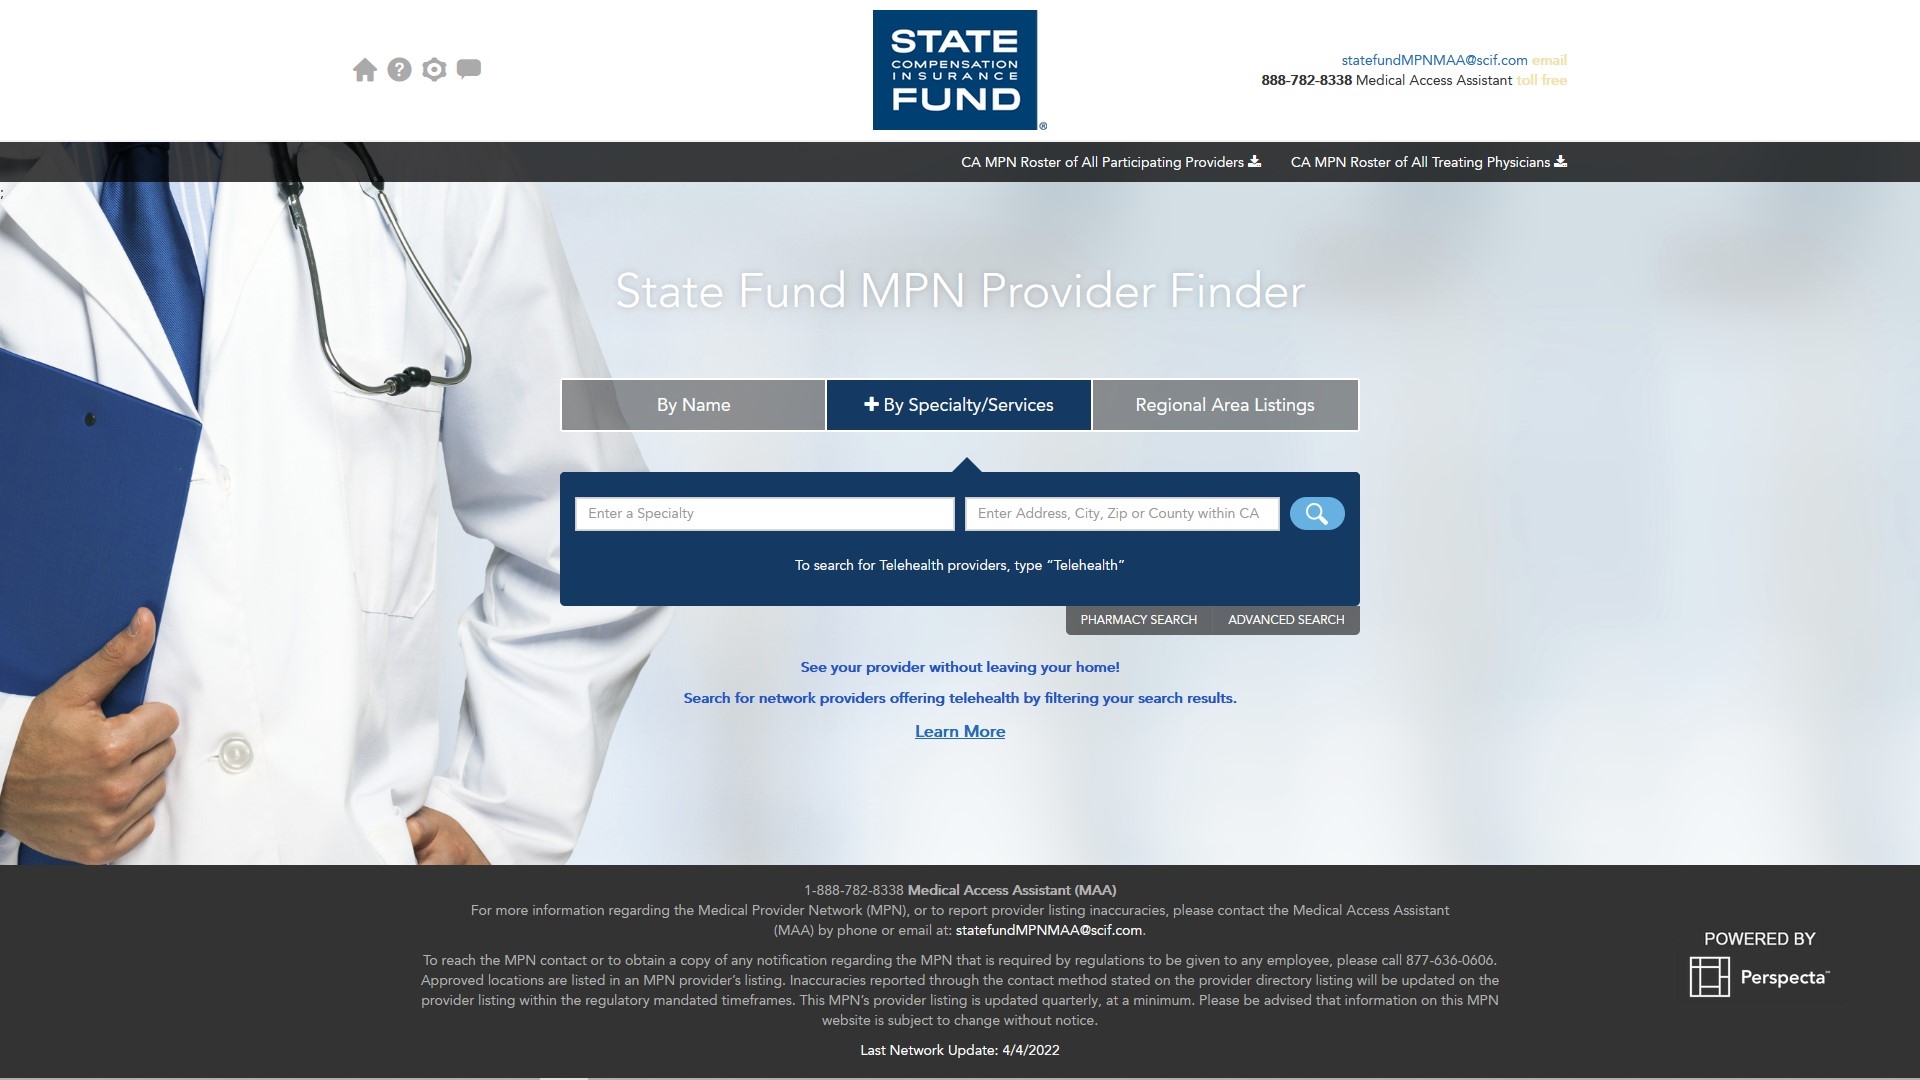 STATE
COMPENSATION
INSURANCE
FUND
®
statefundMPNMAA@scif.com email
888-782-8338 Medical Access Assistant toll free
CA MPN Roster of All Participating Providers
CA MPN Roster of All Treating Physicians
;
State Fund MPN Provider Finder
By Name
By Specialty/Services
Regional Area Listings
Enter a Specialty
Enter Address, City, Zip or County within CA
To search for Telehealth providers, type “Telehealth”
PHARMACY SEARCH
ADVANCED SEARCH
See your provider without leaving your home!
Search for network providers offering telehealth by filtering your search results.
Learn More
1-888-782-8338 Medical Access Assistant (MAA)
For more information regarding the Medical Provider Network (MPN), or to report provider listing inaccuracies, please contact the Medical Access Assistant
(MAA) by phone or email at: statefundMPNMAA@scif.com.
To reach the MPN contact or to obtain a copy of any notification regarding the MPN that is required by regulations to be given to any employee, please call 877-636-0606.
Approved locations are listed in an MPN provider’s listing. Inaccuracies reported through the contact method stated on the provider directory listing will be updated on the
provider listing within the regulatory mandated timeframes. This MPN’s provider listing is updated quarterly, at a minimum. Please be advised that information on this MPN
website is subject to change without notice.
Last Network Update: 4/4/2022
POWERED BY
Perspecta™